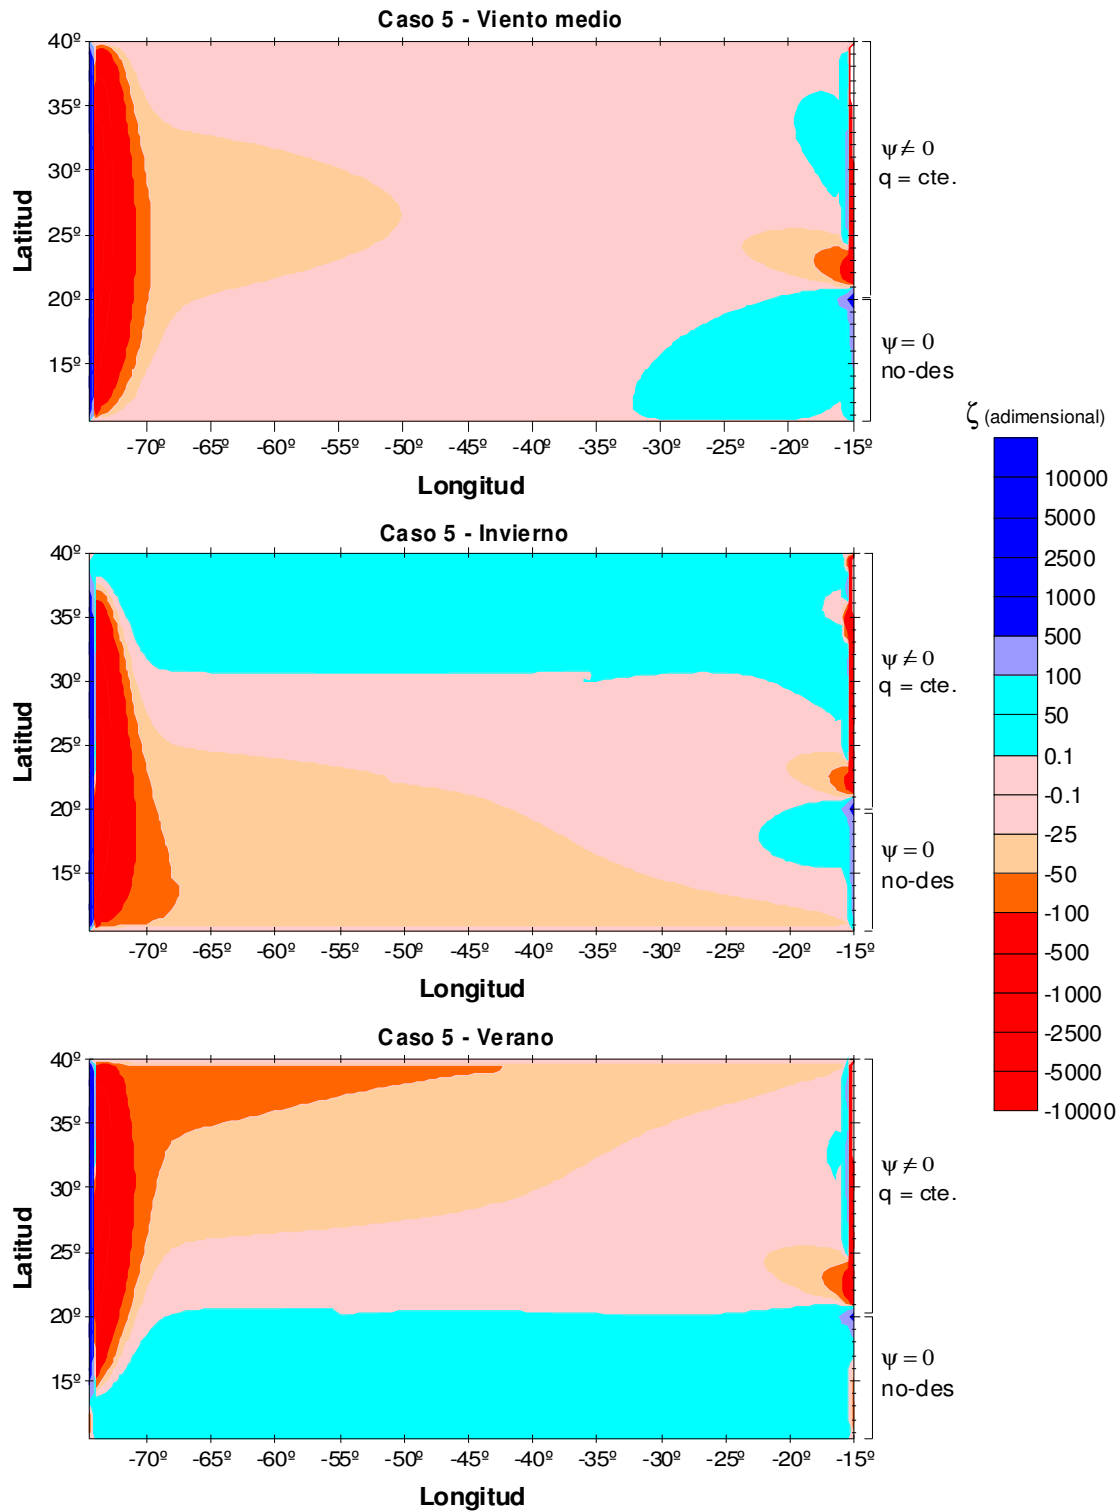 Caso 5 - Viento medio
40º
35º
30º
25º
20º
15º
Latitud
-70º -65º -60º -55º -50º -45º -40º -35º -30º -25º -20º -15º
Longitud
ψ ≠ 0
q = cte.
ψ = 0
no-des
ζ (adimensional)
10000
5000
2500
1000
500
100
50
0.1
-0.1
-25
-50
-100
-500
-1000
-2500
-5000
-10000
Caso 5 - Invierno
40º
35º
30º
25º
20º
15º
Latitud
-70º -65º -60º -55º -50º -45º -40º -35º -30º -25º -20º -15º
Longitud
ψ ≠ 0
q = cte.
ψ = 0
no-des
Caso 5 - Verano
40º
35º
30º
25º
20º
15º
Latitud
-70º -65º -60º -55º -50º -45º -40º -35º -30º -25º -20º -15º
Longitud
ψ ≠ 0
q = cte.
ψ = 0
no-des